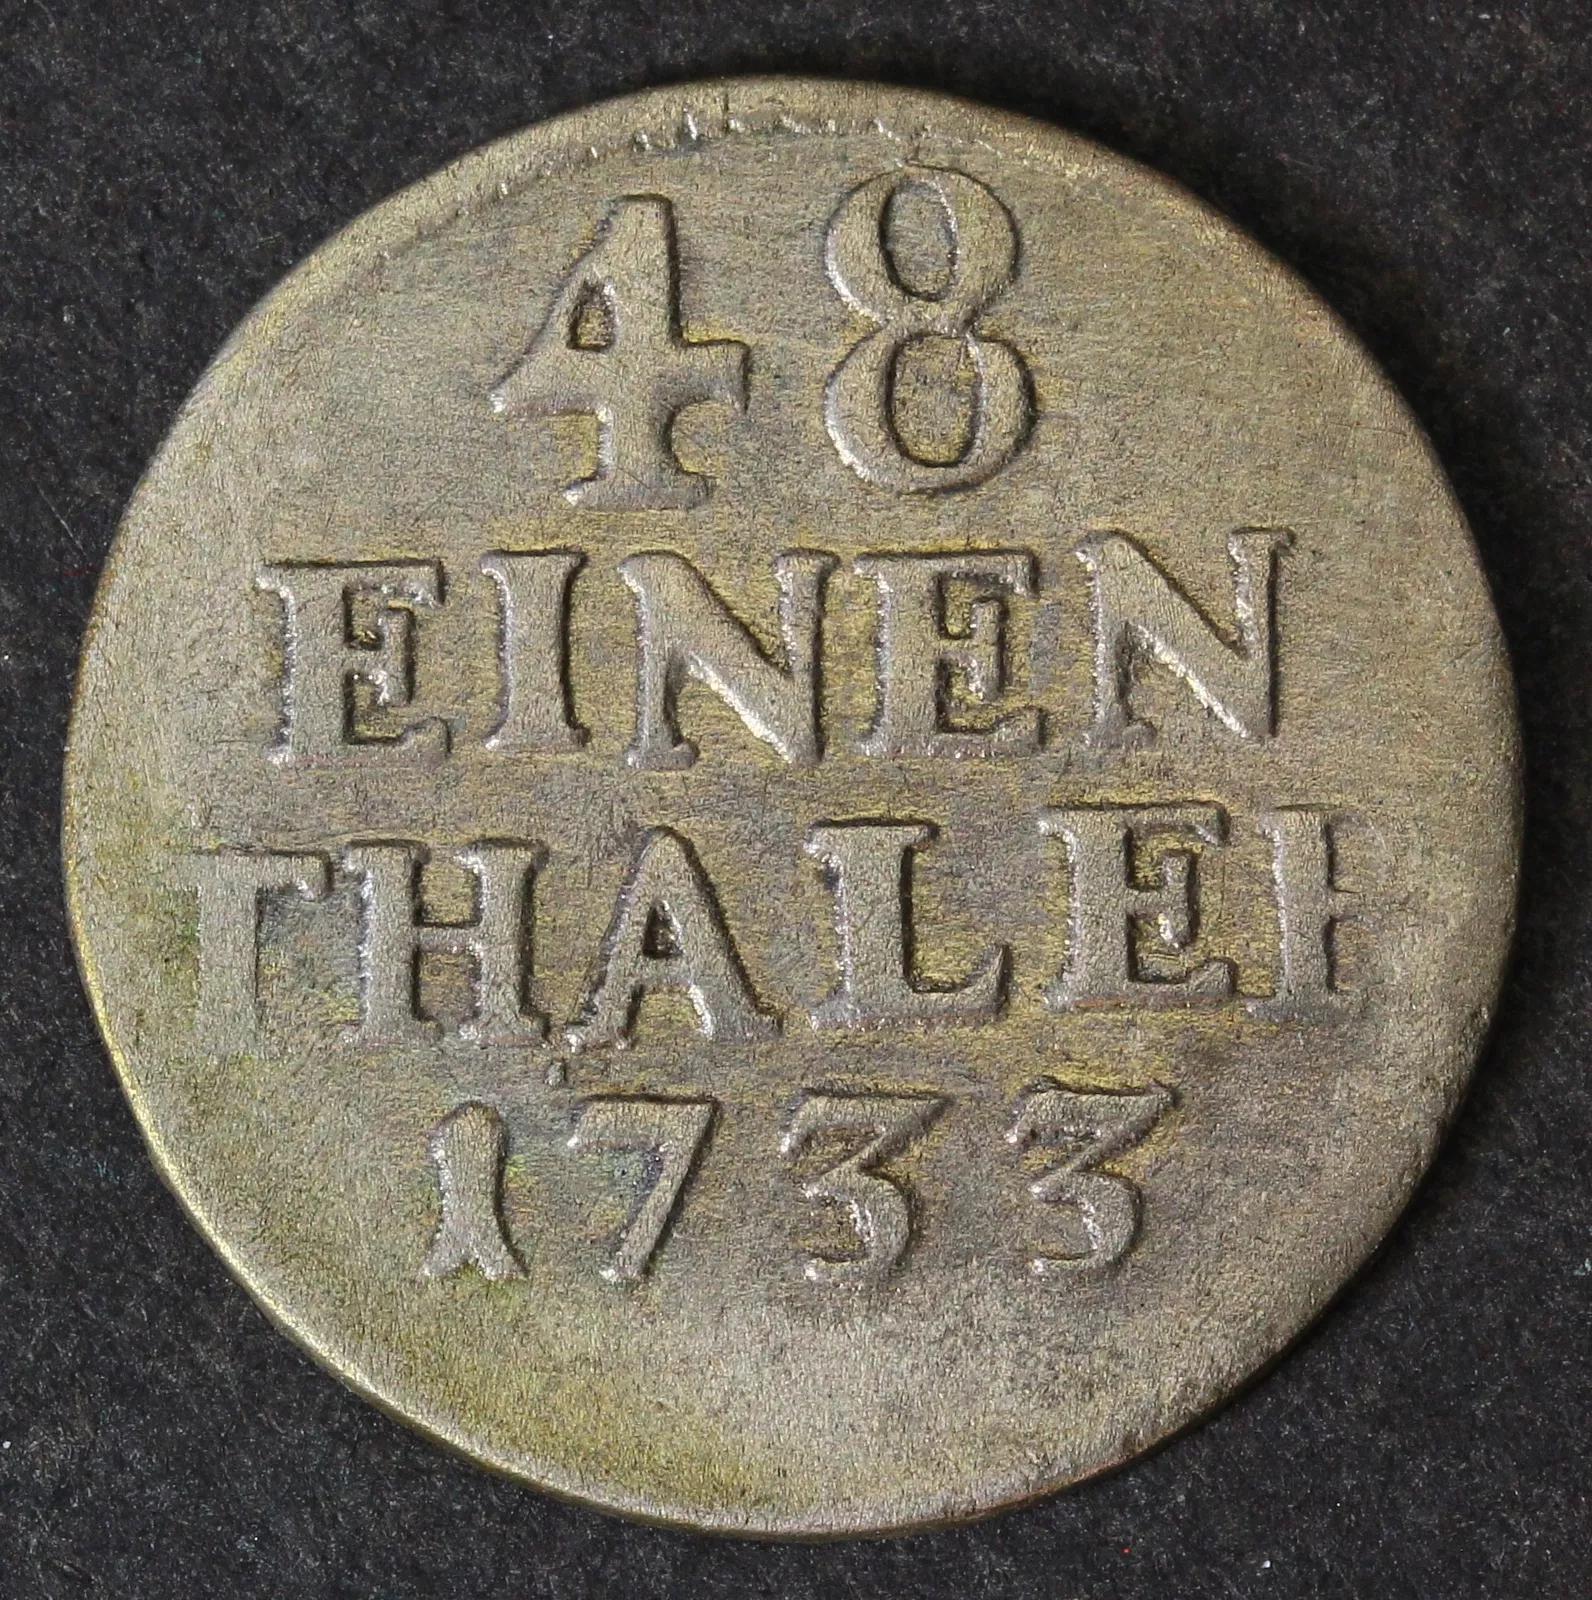 48
EINEN
THALER
1733